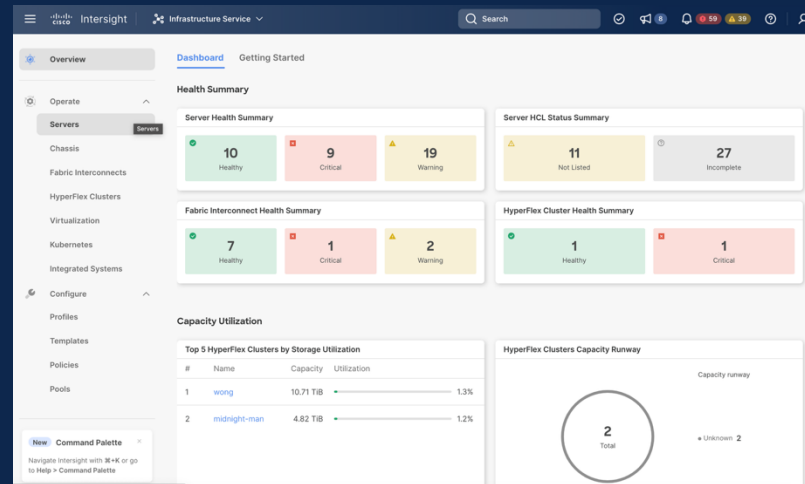 cisco Intersight Infrastructure Service Search 8 59 39
Overview
Operate
Servers
Servers
Chassis
Fabric Interconnects
HyperFlex Clusters
Virtualization
Kubernetes
Integrated Systems
Configure
Profiles
Templates
Policies
Pools
New Command Palette ×
Navigate Intersight with ⌘+K or go
to Help > Command Palette
Dashboard Getting Started
Health Summary
Server Health Summary
10 9 19
Healthy Critical Warning
Server HCL Status Summary
11 27
Not Listed Incomplete
Fabric Interconnect Health Summary
7 1 2
Healthy Critical Warning
HyperFlex Cluster Health Summary
1 1
Healthy Critical
Capacity Utilization
Top 5 HyperFlex Clusters by Storage Utilization
# Name Capacity Utilization
1 wong 10.71 TiB 1.3%
2 midnight-man 4.82 TiB 1.2%
HyperFlex Clusters Capacity Runway
Capacity runway
2
Total
Unknown 2